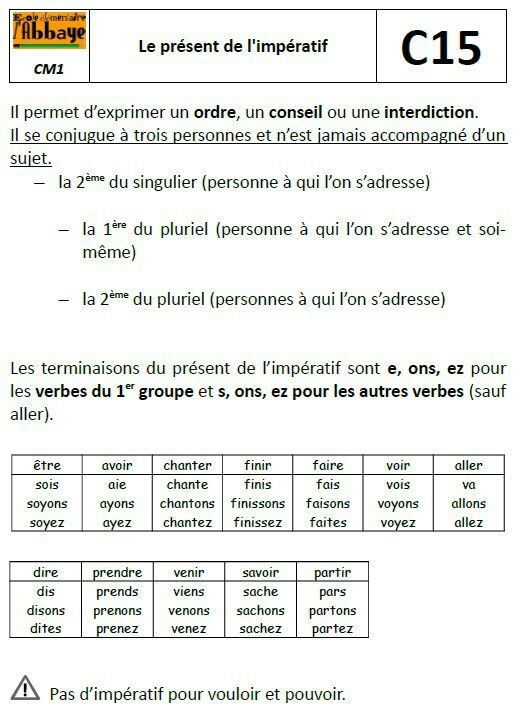 Ecole élémentaire
l'Abbaye
CM1
Le présent de l'impératif
C15
Il permet d’exprimer un ordre, un conseil ou une interdiction.
Il se conjugue à trois personnes et n’est jamais accompagné d’un
sujet.
– la 2ème du singulier (personne à qui l’on s’adresse)
– la 1ère du pluriel (personne à qui l’on s’adresse et soi-
même)
– la 2ème du pluriel (personnes à qui l’on s’adresse)
Les terminaisons du présent de l’impératif sont e, ons, ez pour
les verbes du 1er groupe et s, ons, ez pour les autres verbes (sauf
aller).
être avoir chanter finir faire voir aller
sois aie chante finis fais vois va
soyons ayons chantons finissons faisons voyons allons
soyez ayez chantez finissez faites voyez allez
dire prendre venir savoir partir
dis prends viens sache pars
disons prenons venons sachons partons
dites prenez venez sachez partez
Pas d’impératif pour vouloir et pouvoir.